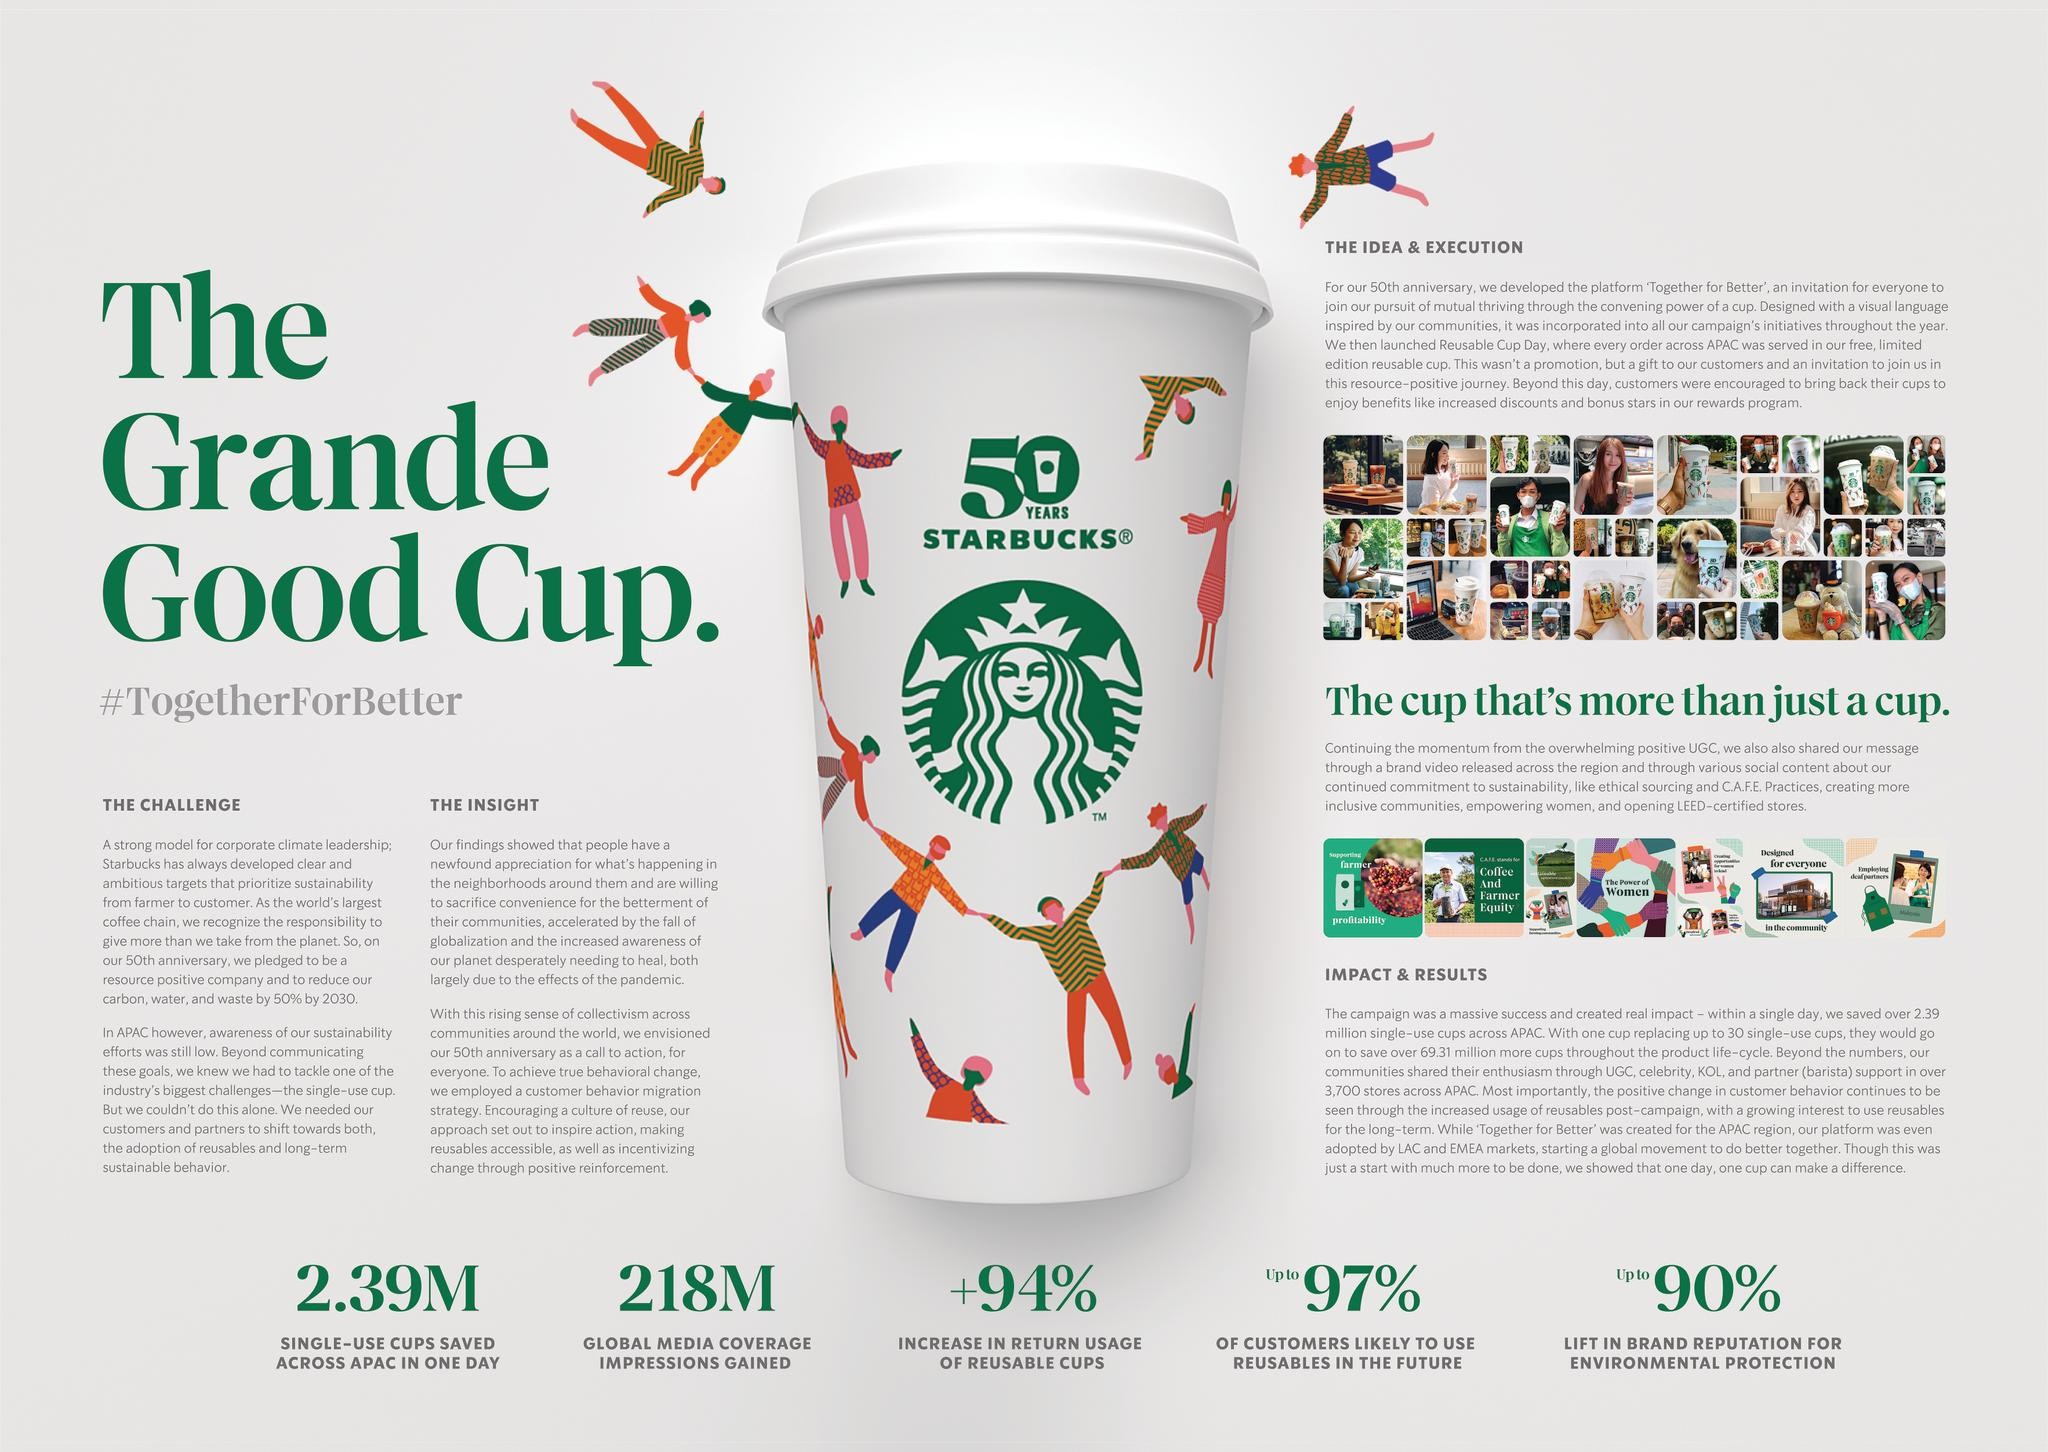 The
Grande
Good Cup.
#TogetherForBetter
THE CHALLENGE
A strong model for corporate climate leadership;
Starbucks has always developed clear and
ambitious targets that prioritize sustainability
from farmer to customer. As the world's largest
coffee chain, we recognize the responsibility to
give more than we take from the planet. So, on
our 50th anniversary, we pledged to be a
resource positive company and to reduce our
carbon, water, and waste by 50% by 2030.
In APAC however, awareness of our sustainability
efforts was still low. Beyond communicating
these goals, we knew we had to tackle one of the
industry's biggest challenges—the single-use cup.
But we couldn't do this alone. We needed our
customers and partners to shift towards both,
the adoption of reusables and long-term
sustainable behavior.
THE INSIGHT
Our findings showed that people have a
newfound appreciation for what's happening in
the neighborhoods around them and are willing
to sacrifice convenience for the betterment of
their communities, accelerated by the fall of
globalization and the increased awareness of
our planet desperately needing to heal, both
largely due to the effects of the pandemic.
With this rising sense of collectivism across
communities around the world, we envisioned
our 50th anniversary as a call to action, for
everyone. To achieve true behavioral change,
we employed a customer behavior migration
strategy. Encouraging a culture of reuse, our
approach set out to inspire action, making
reusables accessible, as well as incentivizing
change through positive reinforcement.
50
YEARS
STARBUCKS®
TM
THE IDEA & EXECUTION
For our 50th anniversary, we developed the platform 'Together for Better', an invitation for everyone to
join our pursuit of mutual thriving through the convening power of a cup. Designed with a visual language
inspired by our communities, it was incorporated into all our campaign's initiatives throughout the year.
We then launched Reusable Cup Day, where every order across APAC was served in our free, limited
edition reusable cup. This wasn't a promotion, but a gift to our customers and an invitation to join us in
this resource-positive journey. Beyond this day, customers were encouraged to bring back their cups to
enjoy benefits like increased discounts and bonus stars in our rewards program.
The cup that's more than just a cup.
Continuing the momentum from the overwhelming positive UGC, we also also shared our message
through a brand video released across the region and through various social content about our
continued commitment to sustainability, like ethical sourcing and C.A.F.E. Practices, creating more
inclusive communities, empowering women, and opening LEED-certified stores.
Supporting
farmer
profitability
C.A.F.E. stands for
Coffee
And
Farmer
Equity
The Power of
Women
Creating
opportunities
for women
to lead
Designed
for everyone
in the community
Employing
deaf partners
IMPACT & RESULTS
The campaign was a massive success and created real impact – within a single day, we saved over 2.39
million single-use cups across APAC. With one cup replacing up to 30 single-use cups, they would go
on to save over 69.31 million more cups throughout the product life-cycle. Beyond the numbers, our
communities shared their enthusiasm through UGC, celebrity, KOL, and partner (barista) support in over
3,700 stores across APAC. Most importantly, the positive change in customer behavior continues to be
seen through the increased usage of reusables post-campaign, with a growing interest to use reusables
for the long-term. While 'Together for Better' was created for the APAC region, our platform was even
adopted by LAC and EMEA markets, starting a global movement to do better together. Though this was
just a start with much more to be done, we showed that one day, one cup can make a difference.
2.39M
SINGLE-USE CUPS SAVED
ACROSS APAC IN ONE DAY
218M
GLOBAL MEDIA COVERAGE
IMPRESSIONS GAINED
+94%
INCREASE IN RETURN USAGE
OF REUSABLE CUPS
Up to 97%
OF CUSTOMERS LIKELY TO USE
REUSABLES IN THE FUTURE
Up to 90%
LIFT IN BRAND REPUTATION FOR
ENVIRONMENTAL PROTECTION